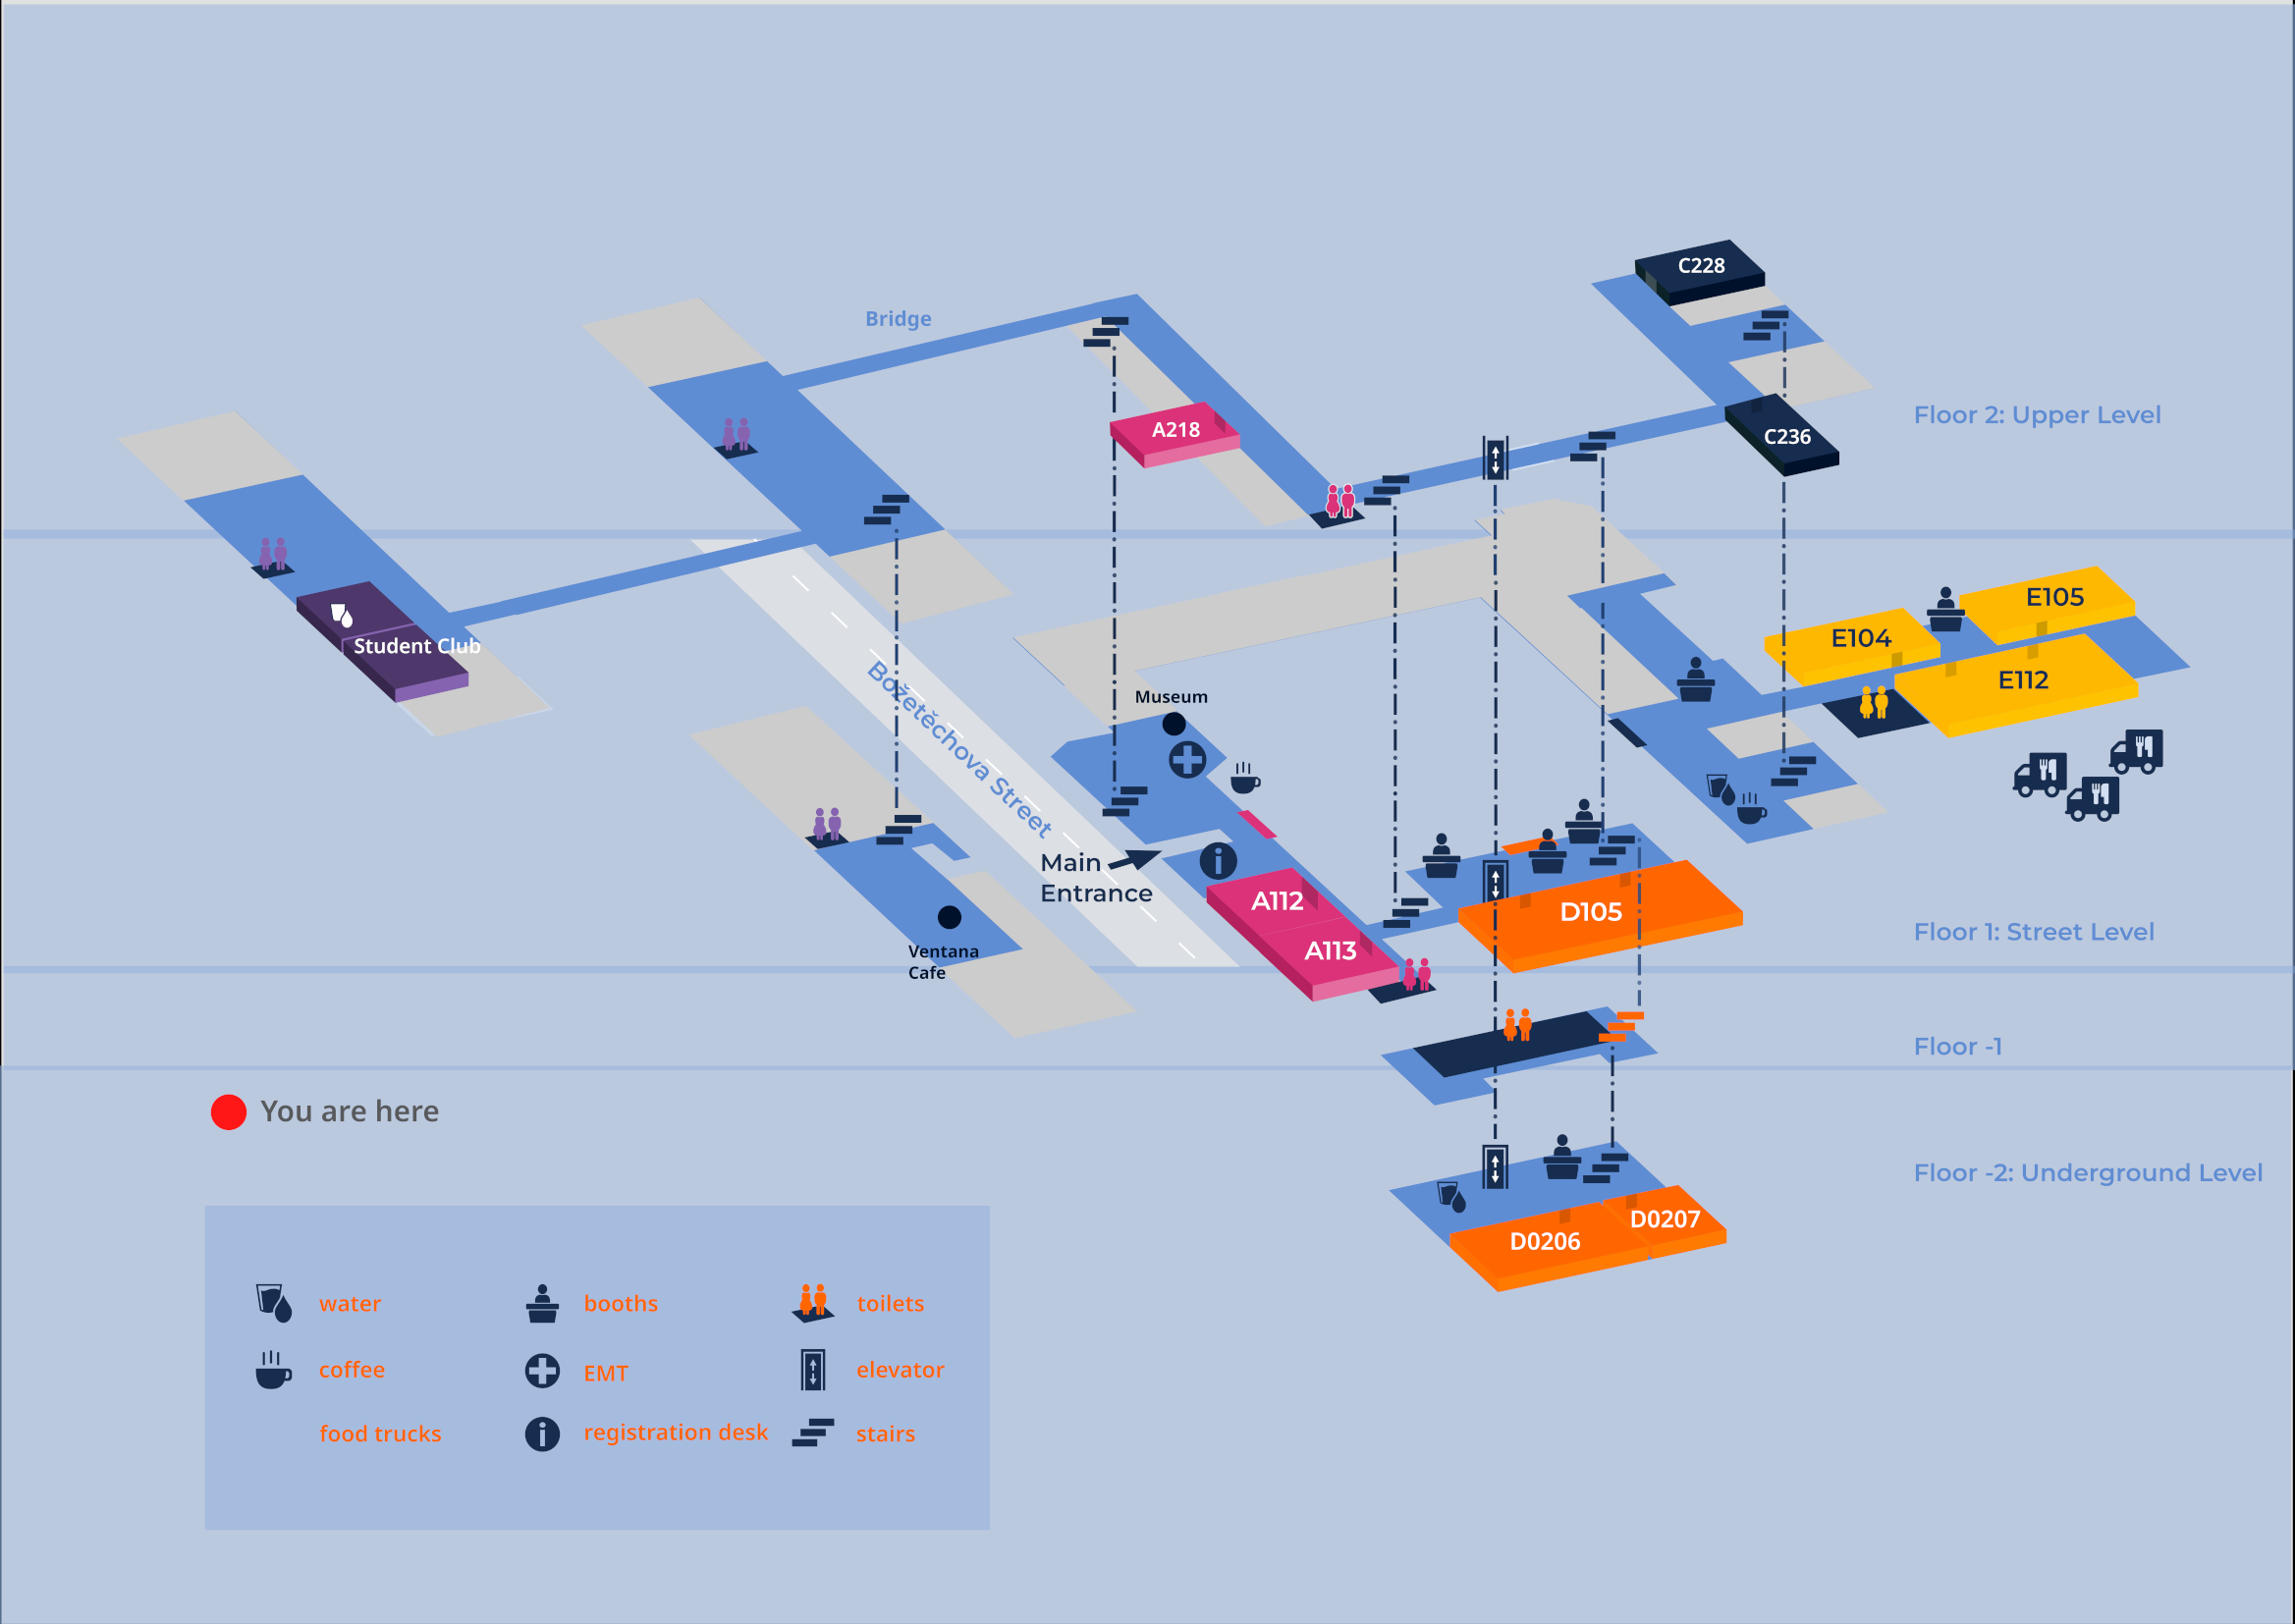 C228
Bridge
Floor 2: Upper Level
A218
C236
E105
E104
Student Club
E112
Božetěchova Street
Museum
Main
Entrance
A112
D105
Floor 1: Street Level
A113
Ventana
Cafe
Floor -1
You are here
Floor -2: Underground Level
D0207
D0206
water
booths
toilets
coffee
EMT
elevator
food trucks
registration desk
stairs